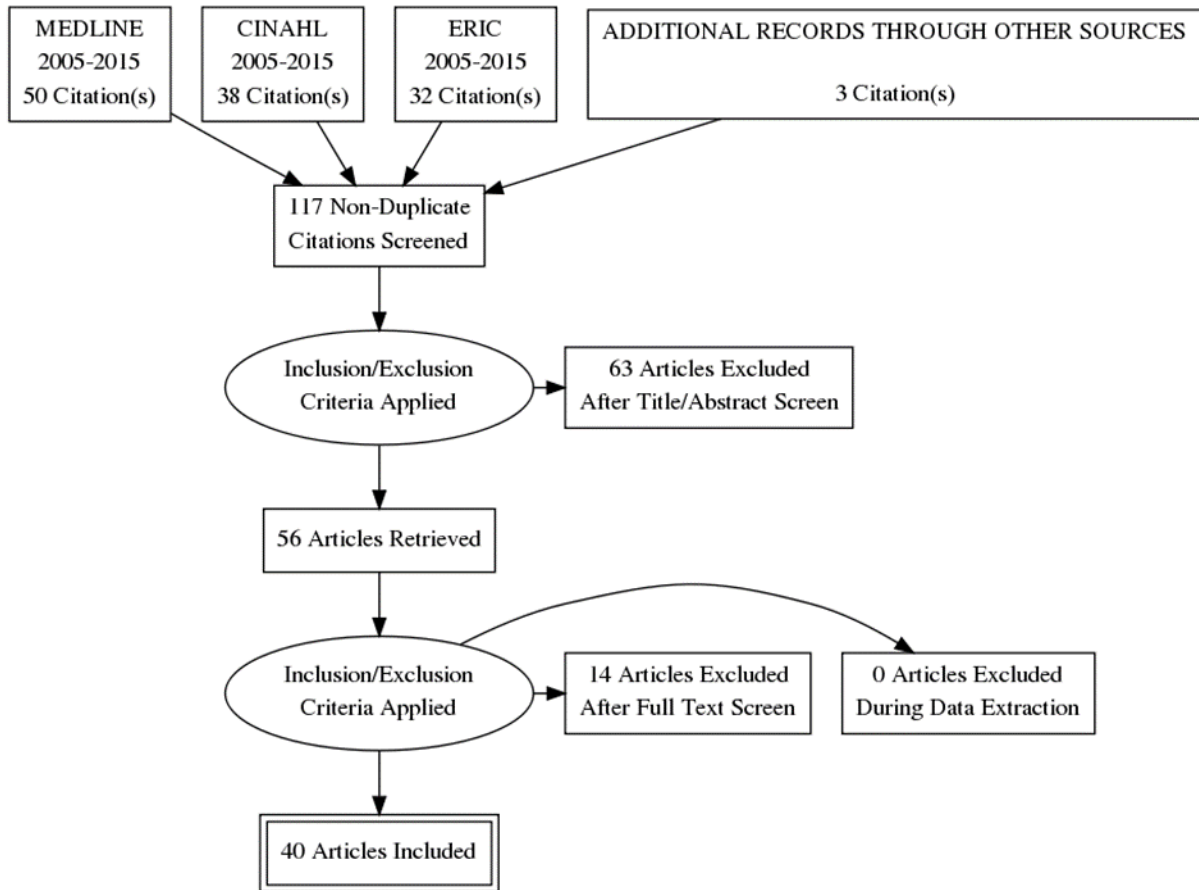 MEDLINE
2005-2015
50 Citation(s)
CINAHL
2005-2015
38 Citation(s)
ERIC
2005-2015
32 Citation(s)
ADDITIONAL RECORDS THROUGH OTHER SOURCES
3 Citation(s)
117 Non-Duplicate
Citations Screened
Inclusion/Exclusion
Criteria Applied
63 Articles Excluded
After Title/Abstract Screen
56 Articles Retrieved
Inclusion/Exclusion
Criteria Applied
14 Articles Excluded
After Full Text Screen
0 Articles Excluded
During Data Extraction
40 Articles Included